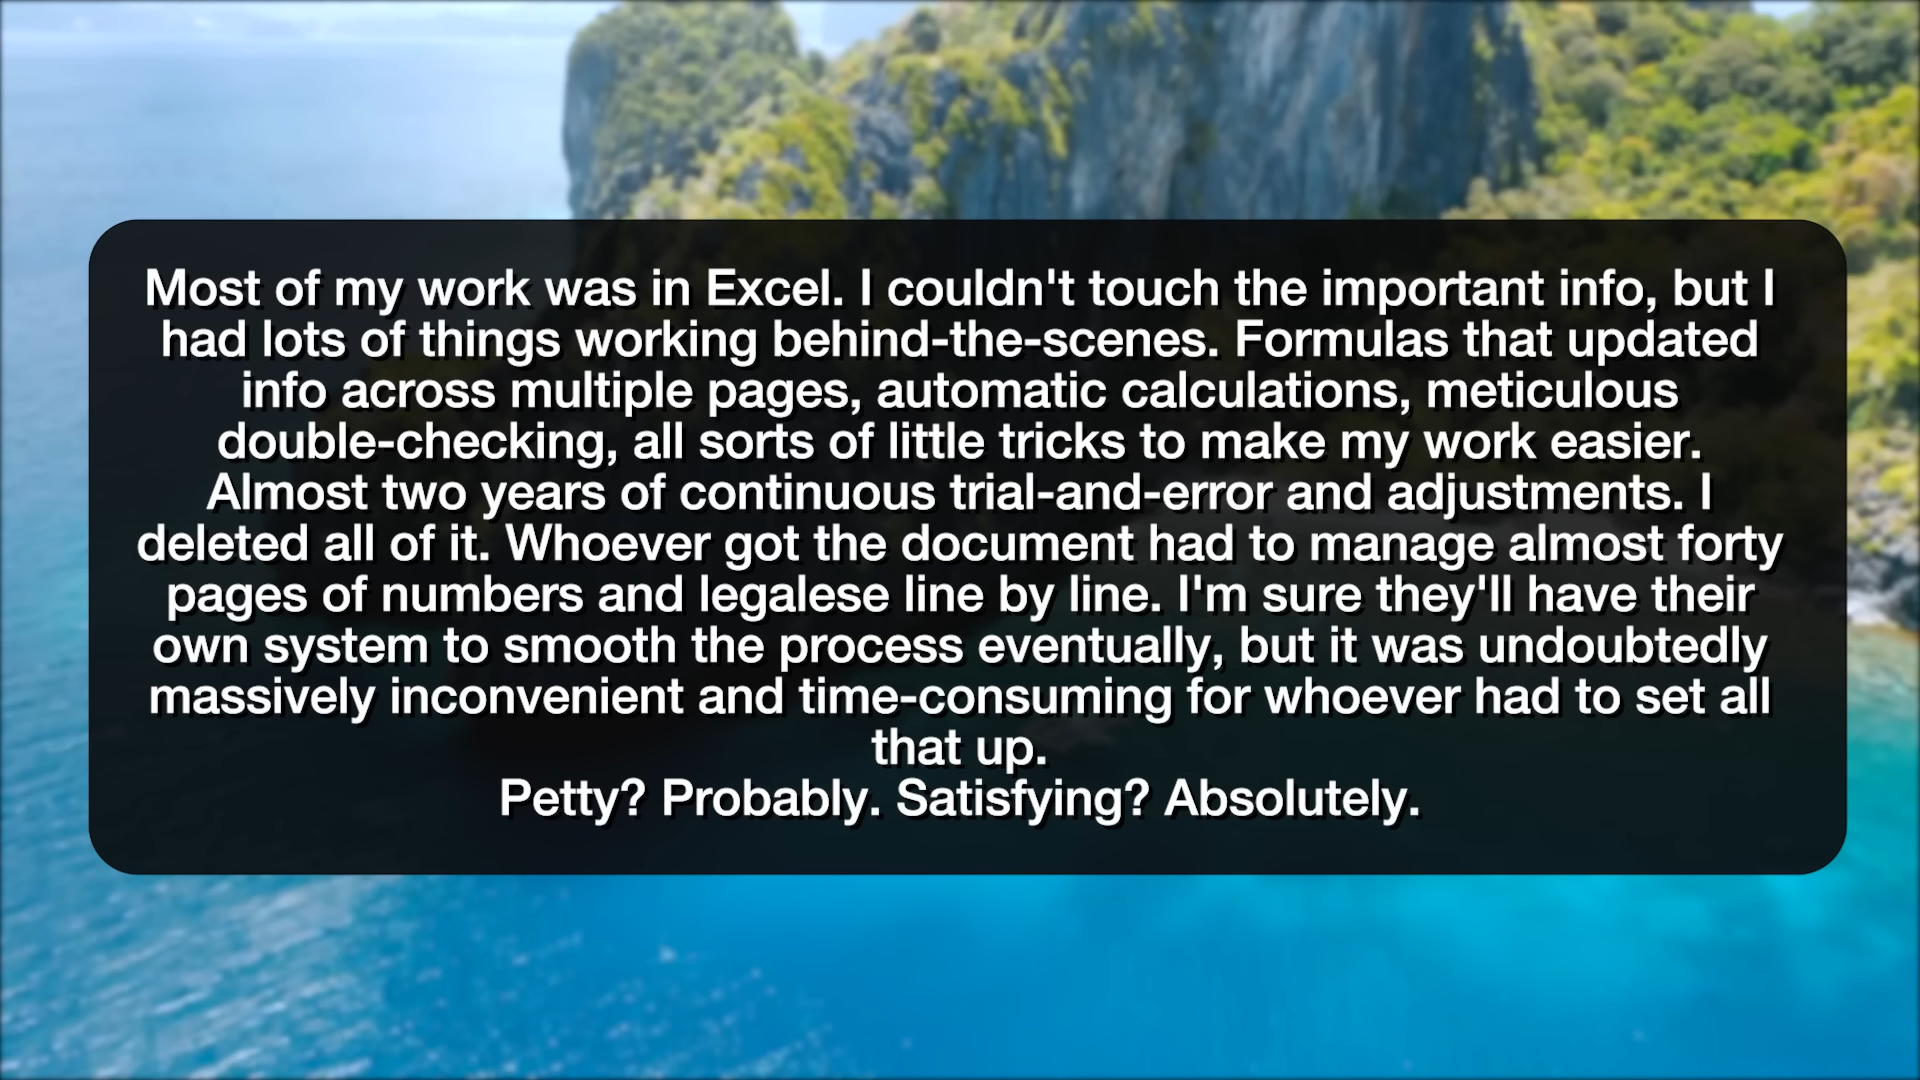 Most of my work was in Excel. I couldn't touch the important info, but I
had lots of things working behind-the-scenes. Formulas that updated
info across multiple pages, automatic calculations, meticulous
double-checking, all sorts of little tricks to make my work easier.
Almost two years of continuous trial-and-error and adjustments. I
deleted all of it. Whoever got the document had to manage almost forty
pages of numbers and legalese line by line. I'm sure they'll have their
own system to smooth the process eventually, but it was undoubtedly
massively inconvenient and time-consuming for whoever had to set all
that up.
Petty? Probably. Satisfying? Absolutely.